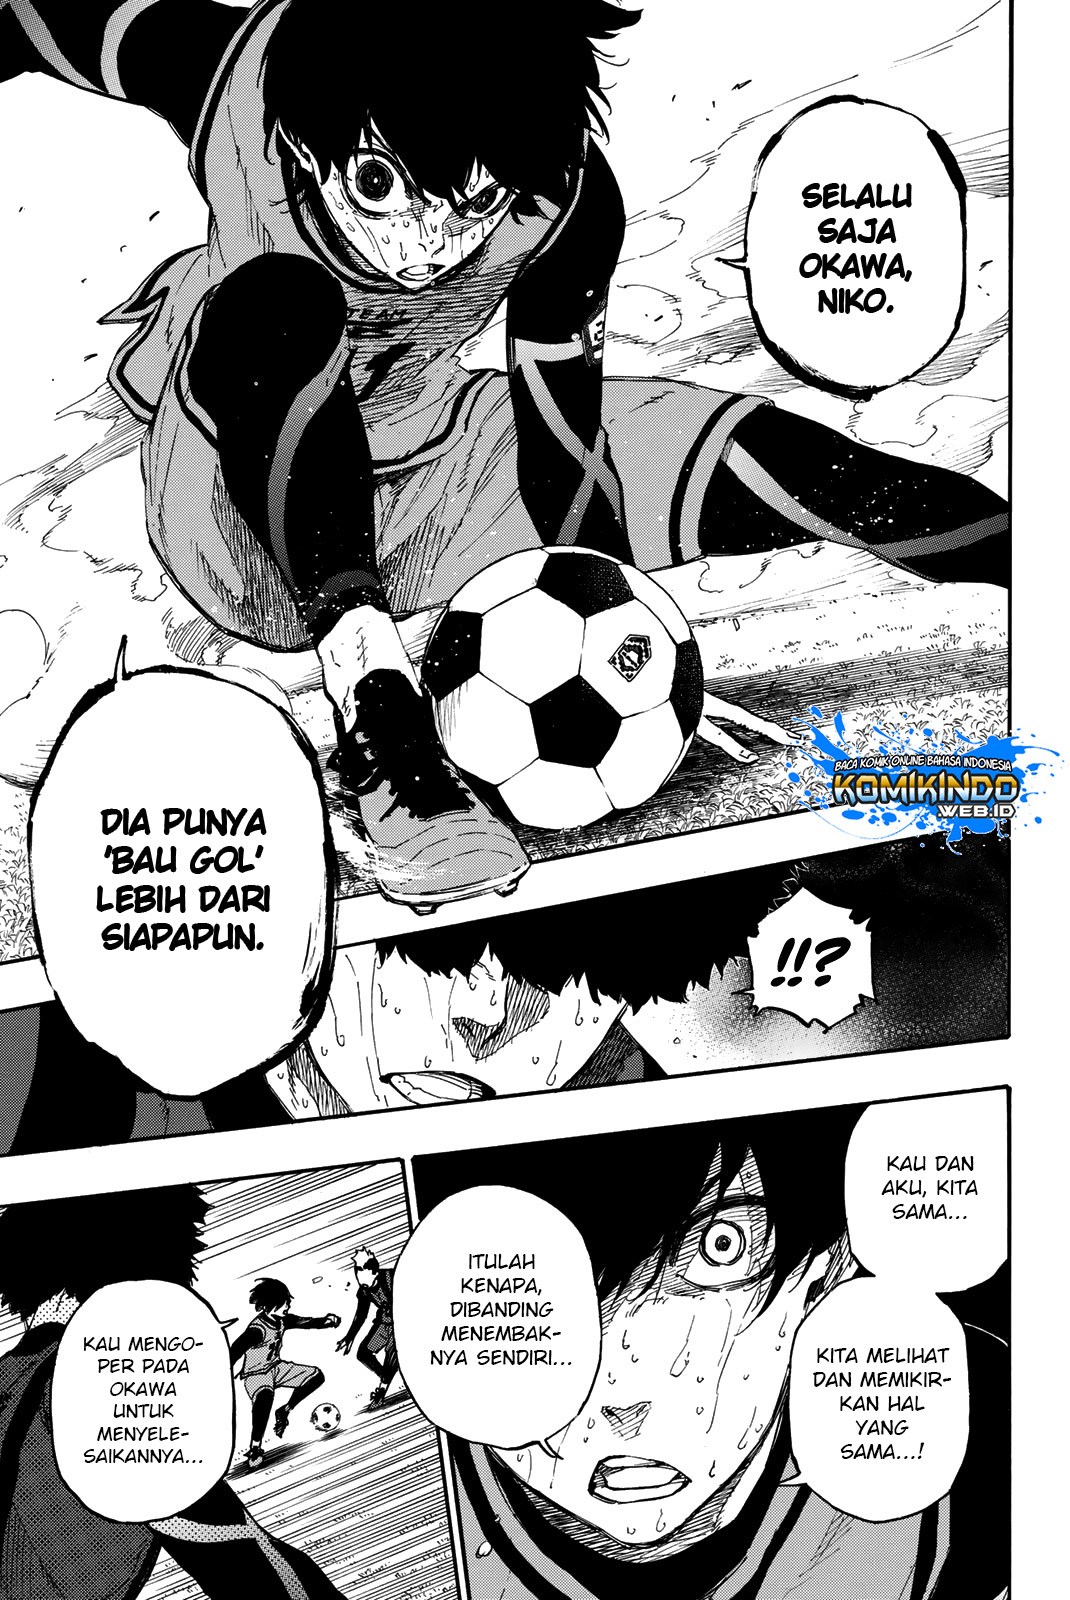 SELALU
SAJA
OKAWA,
NIKO.
TEAM
BACA KOMIK ONLINE BAHASA INDONESIA
KOMIKINDO
WEB.ID
DIA PUNYA
'BAU GOL'
LEBIH DARI
SIAPAPUN.
!!?
KAU DAN
AKU, KITA
SAMA...
KITA MELIHAT
DAN MEMIKIR-
KAN HAL
YANG
SAMA...!
ITULAH
KENAPA,
DIBANDING
MENEMBAK-
NYA SENDIRI...
KAU MENGO-
PER PADA
OKAWA
UNTUK
MENYELE-
SAIKANNYA...